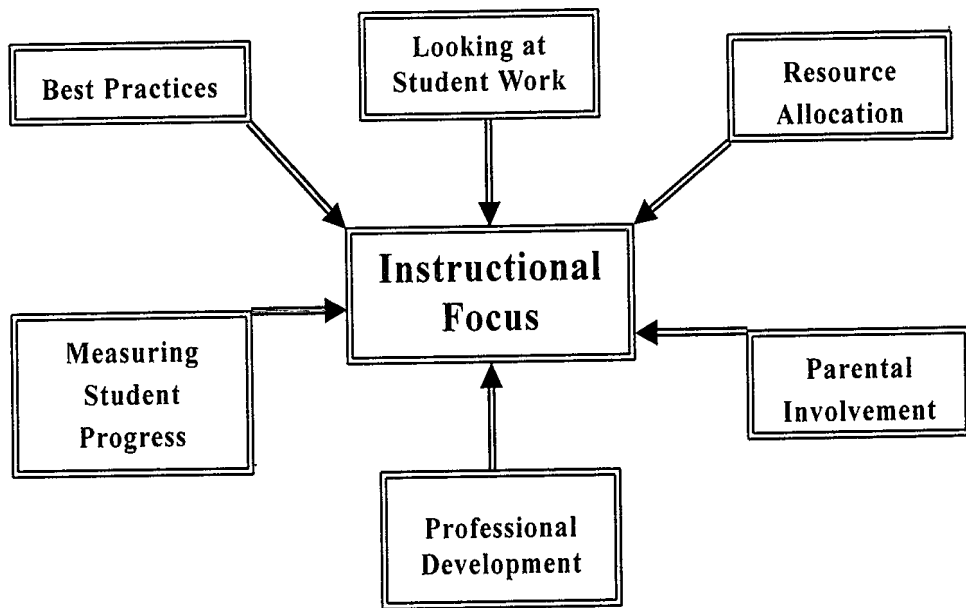 Best Practices
Looking at
Student Work
Resource
Allocation
Instructional
Focus
Measuring
Student
Progress
Parental
Involvement
Professional
Development